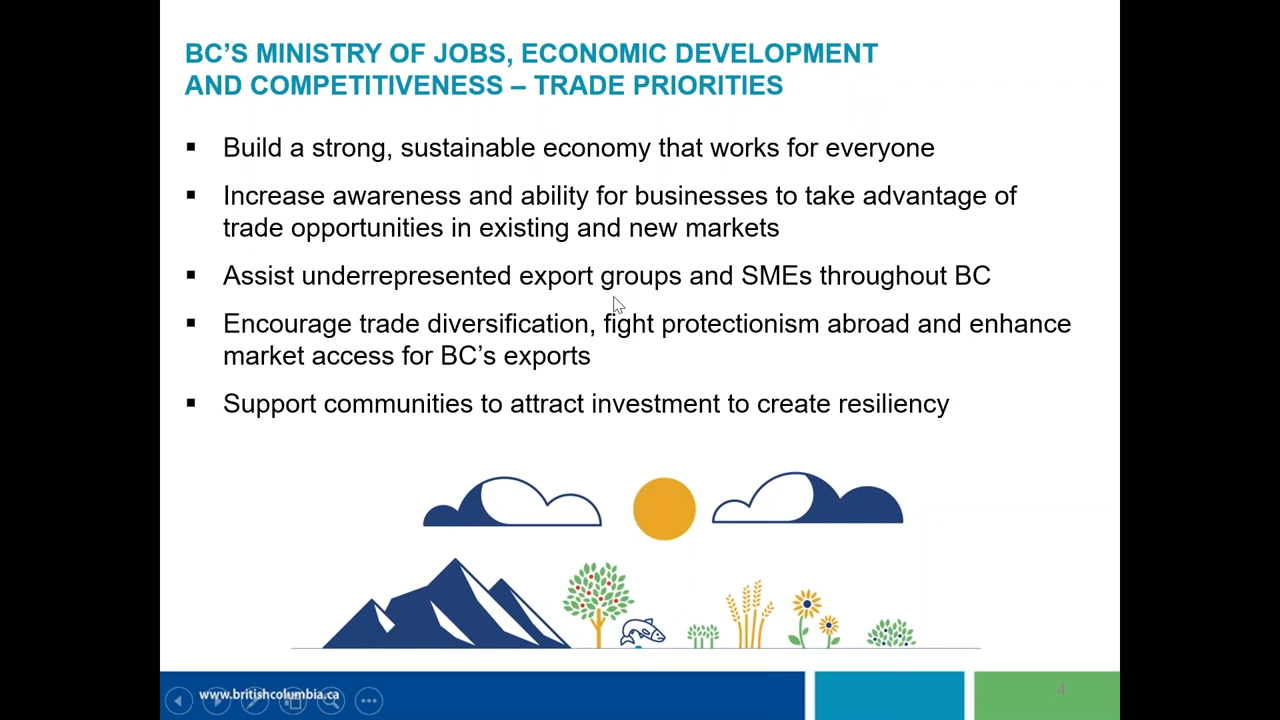 BC’S MINISTRY OF JOBS, ECONOMIC DEVELOPMENT
AND COMPETITIVENESS – TRADE PRIORITIES
▪ Build a strong, sustainable economy that works for everyone
▪ Increase awareness and ability for businesses to take advantage of
trade opportunities in existing and new markets
▪ Assist underrepresented export groups and SMEs throughout BC
▪ Encourage trade diversification, fight protectionism abroad and enhance
market access for BC’s exports
▪ Support communities to attract investment to create resiliency
www.britishcolumbia.ca
4